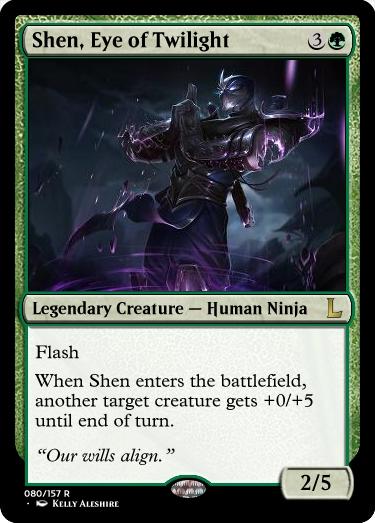 Shen, Eye of Twilight 3
Legendary Creature — Human Ninja L
Flash
When Shen enters the battlefield,
another target creature gets +0/+5
until end of turn.
“Our wills align.”
2/5
080/157 R
· Kelly Aleshire